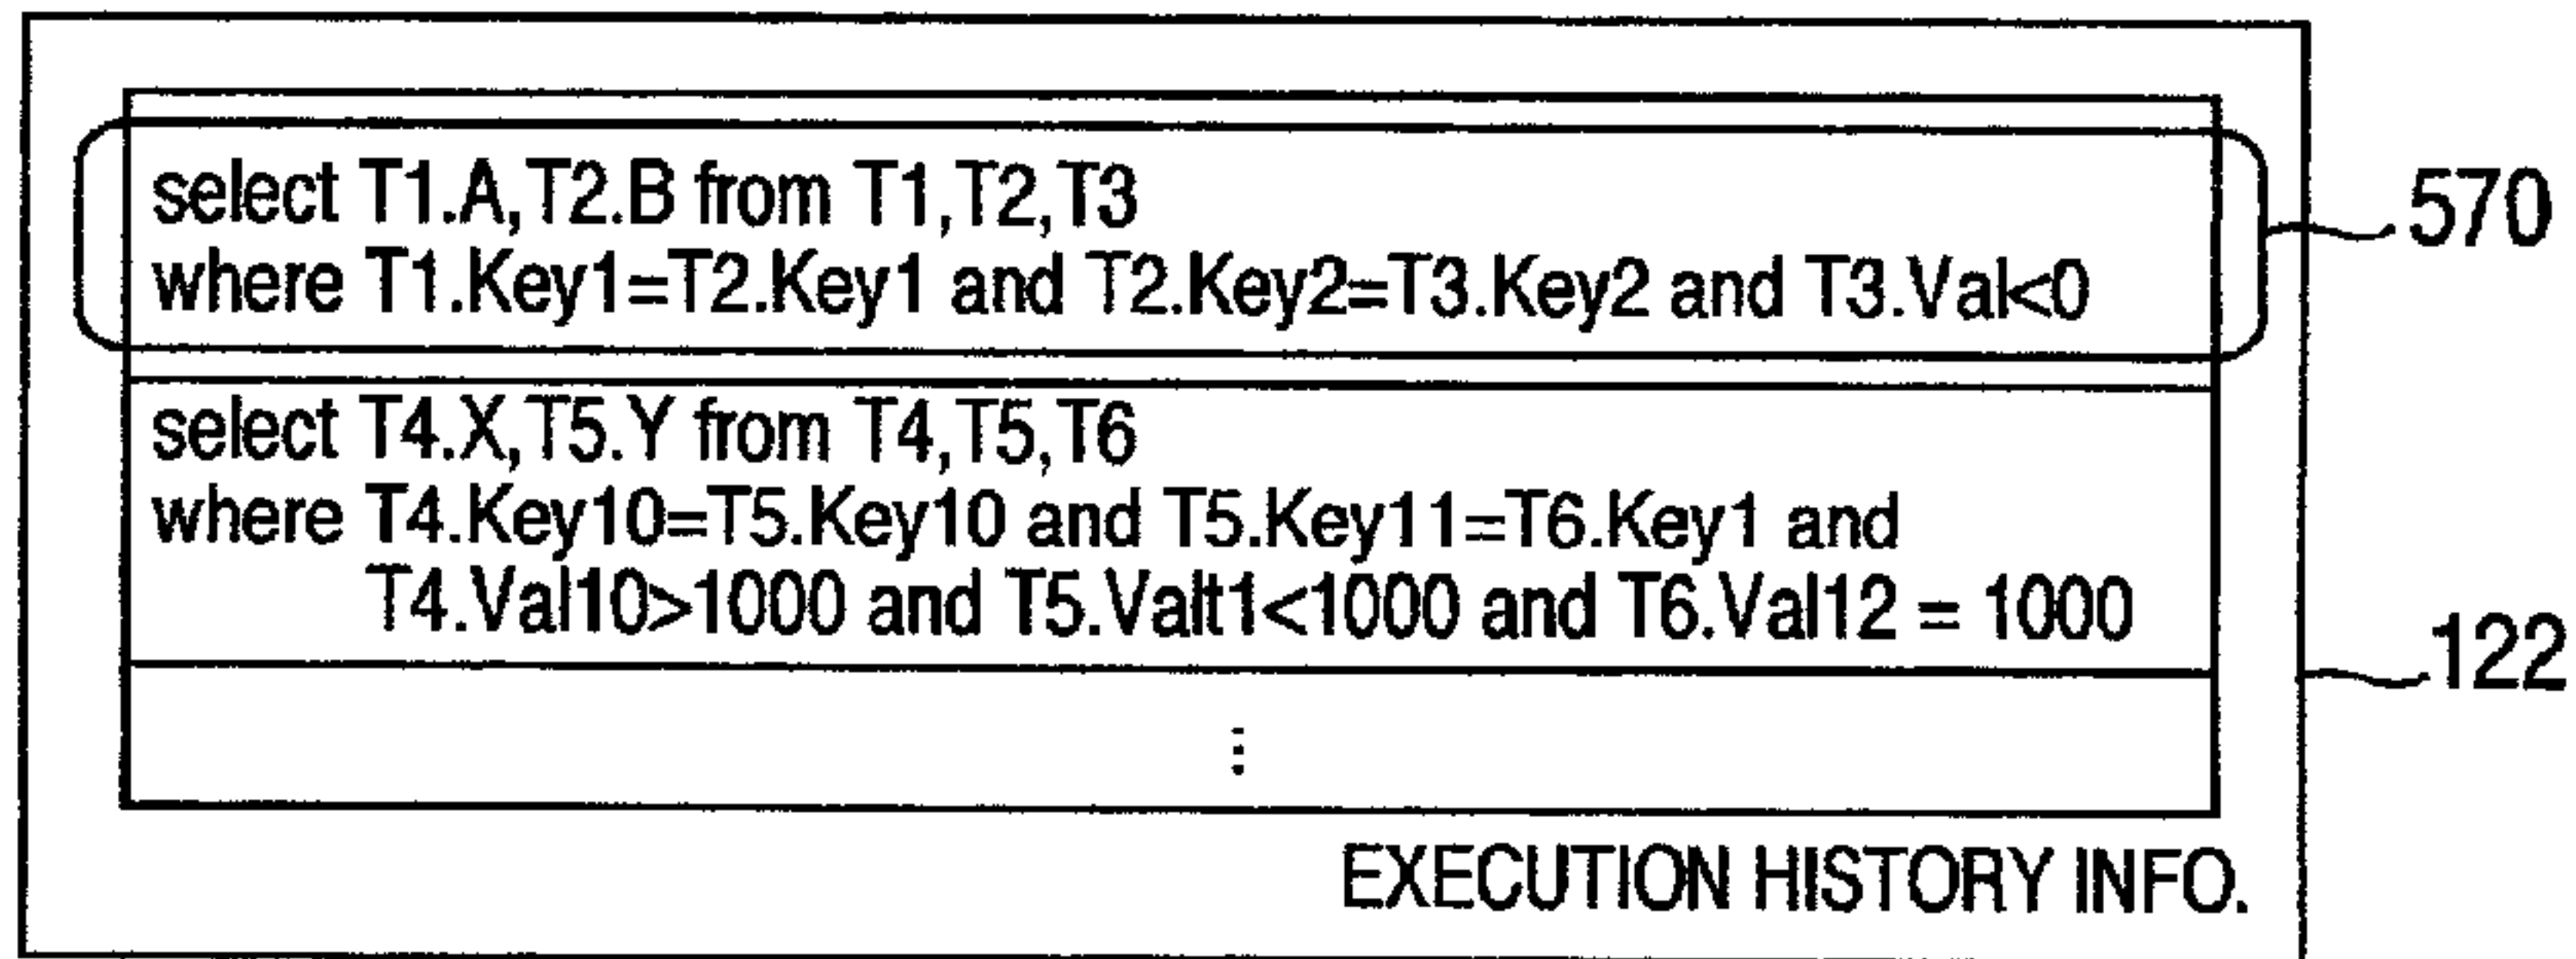 select T1.A,T2.B from T1,T2,T3
where T1.Key1=T2.Key1 and T2.Key2=T3.Key2 and T3.Val<0
570
select T4.X,T5.Y from T4,T5,T6
where T4.Key10=T5.Key10 and T5.Key11=T6.Key1 and
T4.Val10>1000 and T5.Valt1<1000 and T6.Val12 = 1000
122
⋮
EXECUTION HISTORY INFO.